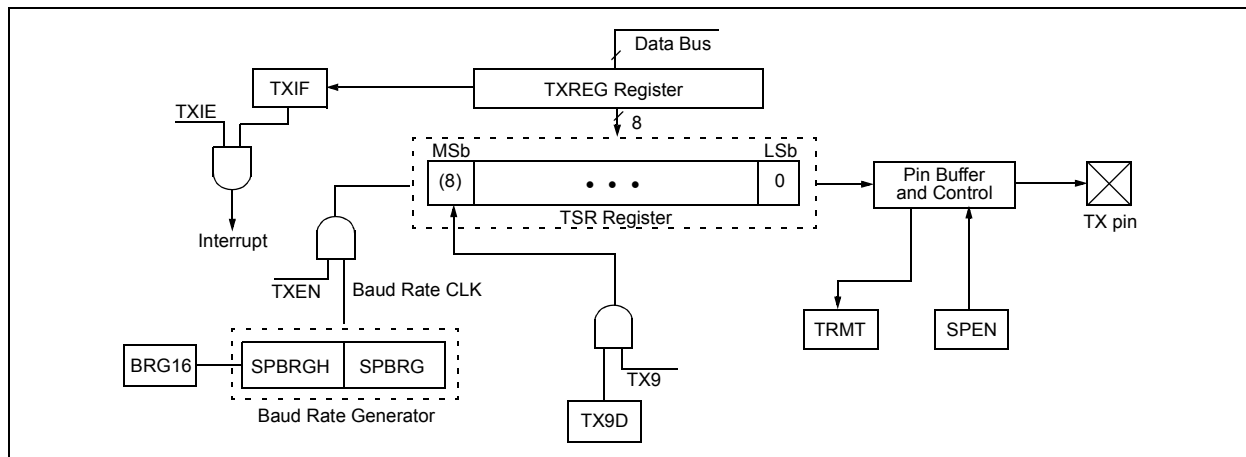 Data Bus
TXIF
TXREG Register
TXIE
8
MSb
LSb
(8)
• • •
0
Pin Buffer
and Control
TSR Register
TX pin
Interrupt
TXEN
Baud Rate CLK
TRMT
SPEN
BRG16
SPBRGH
SPBRG
TX9
Baud Rate Generator
TX9D